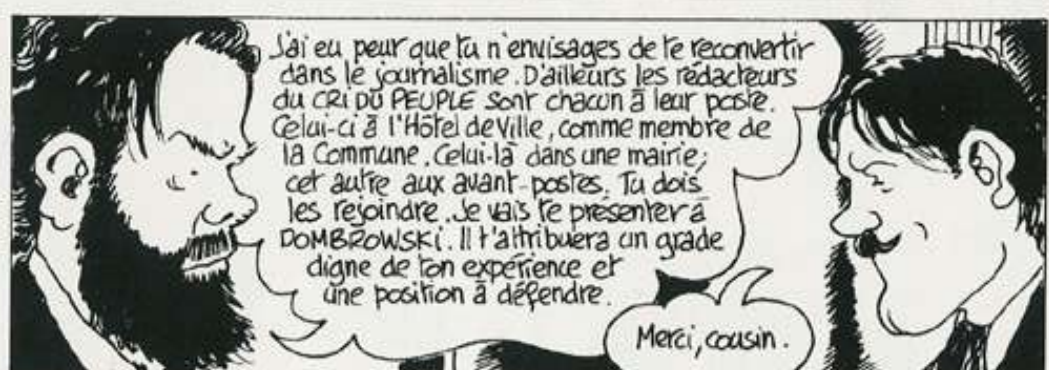 J'ai eu peur que tu n'envisages de te reconvertir
dans le journalisme. D'ailleurs les rédacteurs
du CRI DU PEUPLE sont chacun à leur poste.
Celui-ci à l'Hôtel de Ville, comme membre de
la Commune. Celui-là dans une mairie;
cet autre aux avant-postes. Tu dois
les rejoindre. Je vais te présenter à
DOMBROWSKI. Il t'attribuera un grade
digne de ton expérience et
une position à défendre.
Merci, cousin.